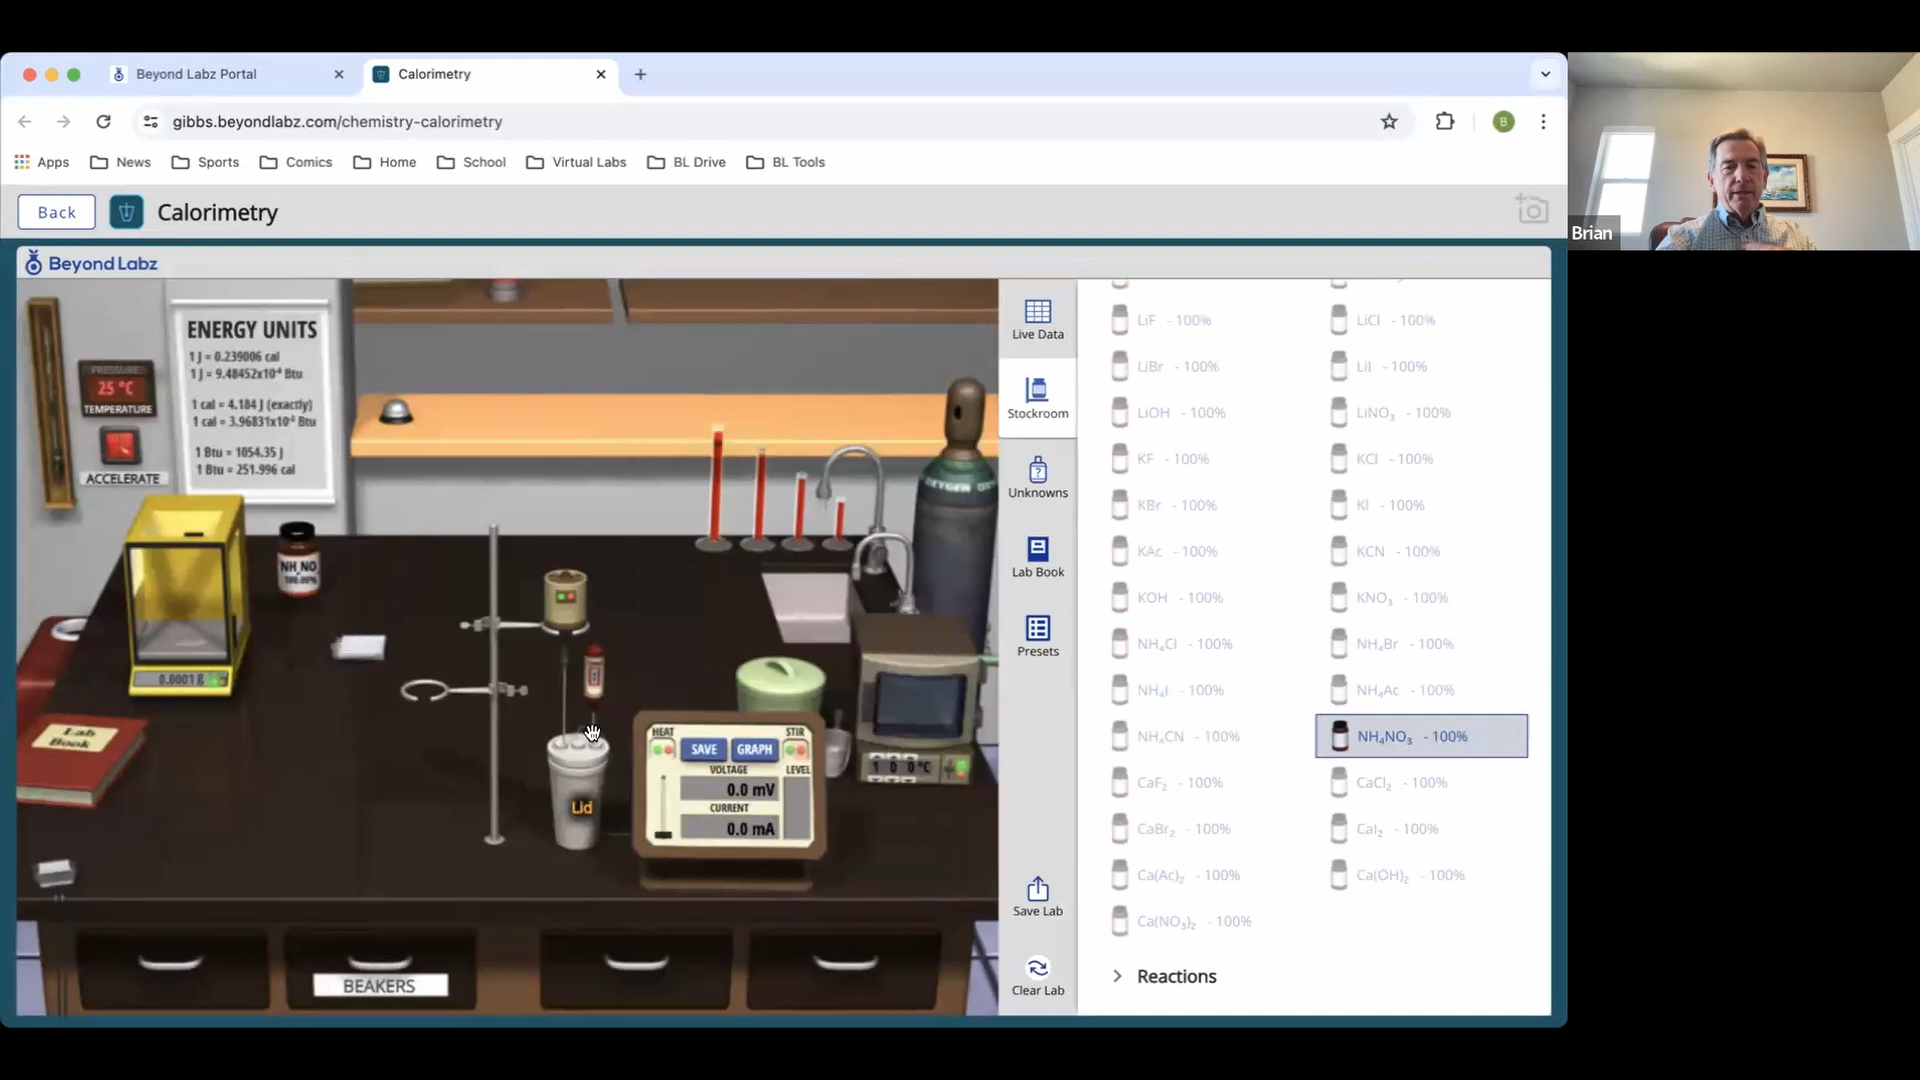 Beyond Labz Portal
Calorimetry
gibbs.beyondlabz.com/chemistry-calorimetry
B
Apps
News
Sports
Comics
Home
School
Virtual Labs
BL Drive
BL Tools
Brian
Back
Calorimetry
Beyond Labz
ENERGY UNITS
1 J = 0.239006 cal
1 J = 9.48452x10⁻⁴ Btu
1 cal = 4.184 J (exactly)
1 cal = 3.96831x10⁻³ Btu
1 Btu = 1054.35 J
1 Btu = 251.996 cal
PRESSURE
25 °C
TEMPERATURE
ACCELERATE
NH₄NO
100.00%
0.0001 g
Lab
Book
Lid
HEAT
SAVE
GRAPH
STIR
VOLTAGE
LEVEL
0.0 mV
CURRENT
0.0 mA
100°C
BEAKERS
Live Data
Stockroom
Unknowns
Lab Book
Presets
Save Lab
Clear Lab
LiF - 100%
LiCl - 100%
LiBr - 100%
LiI - 100%
LiOH - 100%
LiNO₃ - 100%
KF - 100%
KCl - 100%
KBr - 100%
KI - 100%
KAc - 100%
KCN - 100%
KOH - 100%
KNO₃ - 100%
NH₄Cl - 100%
NH₄Br - 100%
NH₄I - 100%
NH₄Ac - 100%
NH₄CN - 100%
NH₄NO₃ - 100%
CaF₂ - 100%
CaCl₂ - 100%
CaBr₂ - 100%
CaI₂ - 100%
Ca(Ac)₂ - 100%
Ca(OH)₂ - 100%
Ca(NO₃)₂ - 100%
Reactions